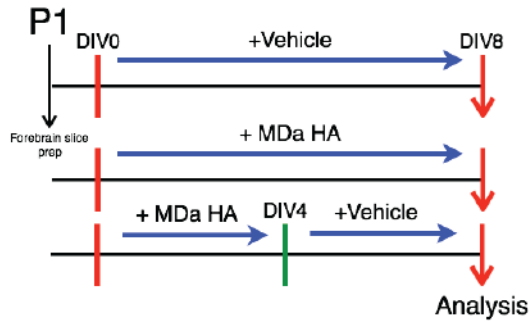 P1
DIV0
+Vehicle
DIV8
Forebrain slice
prep
+ MDa HA
+ MDa HA
DIV4
+Vehicle
Analysis